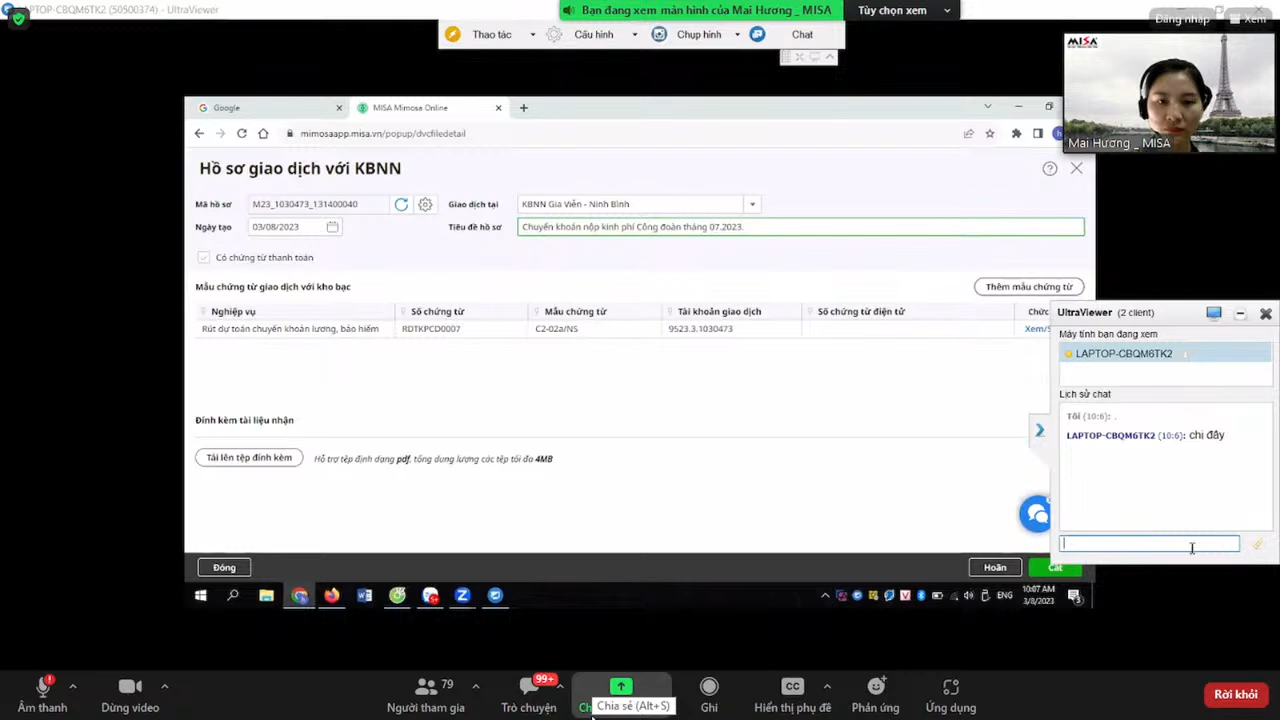 LAPTOP-CBQM6TK2 (50500374) - UltraViewer
Bạn đang xem màn hình của Mai Hương _ MISA
Tùy chọn xem
Đăng nhập
Xem
Thao tác
Cấu hình
Chụp hình
Chat
MISA
Mai Hương _ MISA
Google
MISA Mimosa Online
mimosaapp.misa.vn/popup/dvcfiledetail
Hồ sơ giao dịch với KBNN
Mã hồ sơ M23_1030473_131400040 Giao dịch tại KBNN Gia Viễn - Ninh Bình
Ngày tạo 03/08/2023 Tiêu đề hồ sơ Chuyển khoản nộp kinh phí Công đoàn tháng 07.2023.
Có chứng từ thanh toán
Mẫu chứng từ giao dịch với kho bạc
Thêm mẫu chứng từ
Nghiệp vụ Số chứng từ Mẫu chứng từ Tài khoản giao dịch Số chứng từ điện tử Chức
Rút dự toán chuyển khoản lương, bảo hiểm RDTKPCD0007 C2-02a/NS 9523.3.1030473 Xem/S
Đính kèm tài liệu nhận
Tải lên tệp đính kèm
Hỗ trợ tệp định dạng pdf, tổng dung lượng các tệp tối đa 4MB
Đóng
Hoãn
Cất
ENG
10:07 AM
3/8/2023
3
UltraViewer (2 client)
Máy tính bạn đang xem
LAPTOP-CBQM6TK2
Lịch sử chat
Tôi (10:6): .
LAPTOP-CBQM6TK2 (10:6): chị đây
Âm thanh
Dừng video
79
Người tham gia
99+
Trò chuyện
Ch
Chia sẻ (Alt+S)
Ghi
CC
Hiển thị phụ đề
Phản ứng
Ứng dụng
Rời khỏi